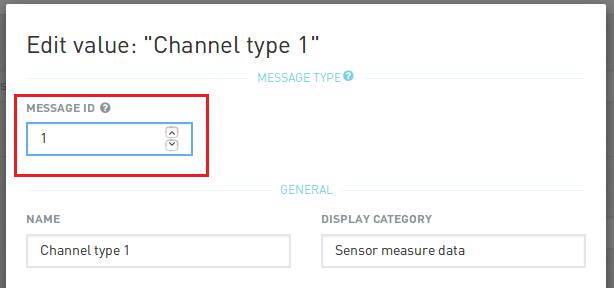 Edit value: "Channel type 1"
MESSAGE TYPE ?
MESSAGE ID ?
1
GENERAL
NAME DISPLAY CATEGORY
Channel type 1 Sensor measure data